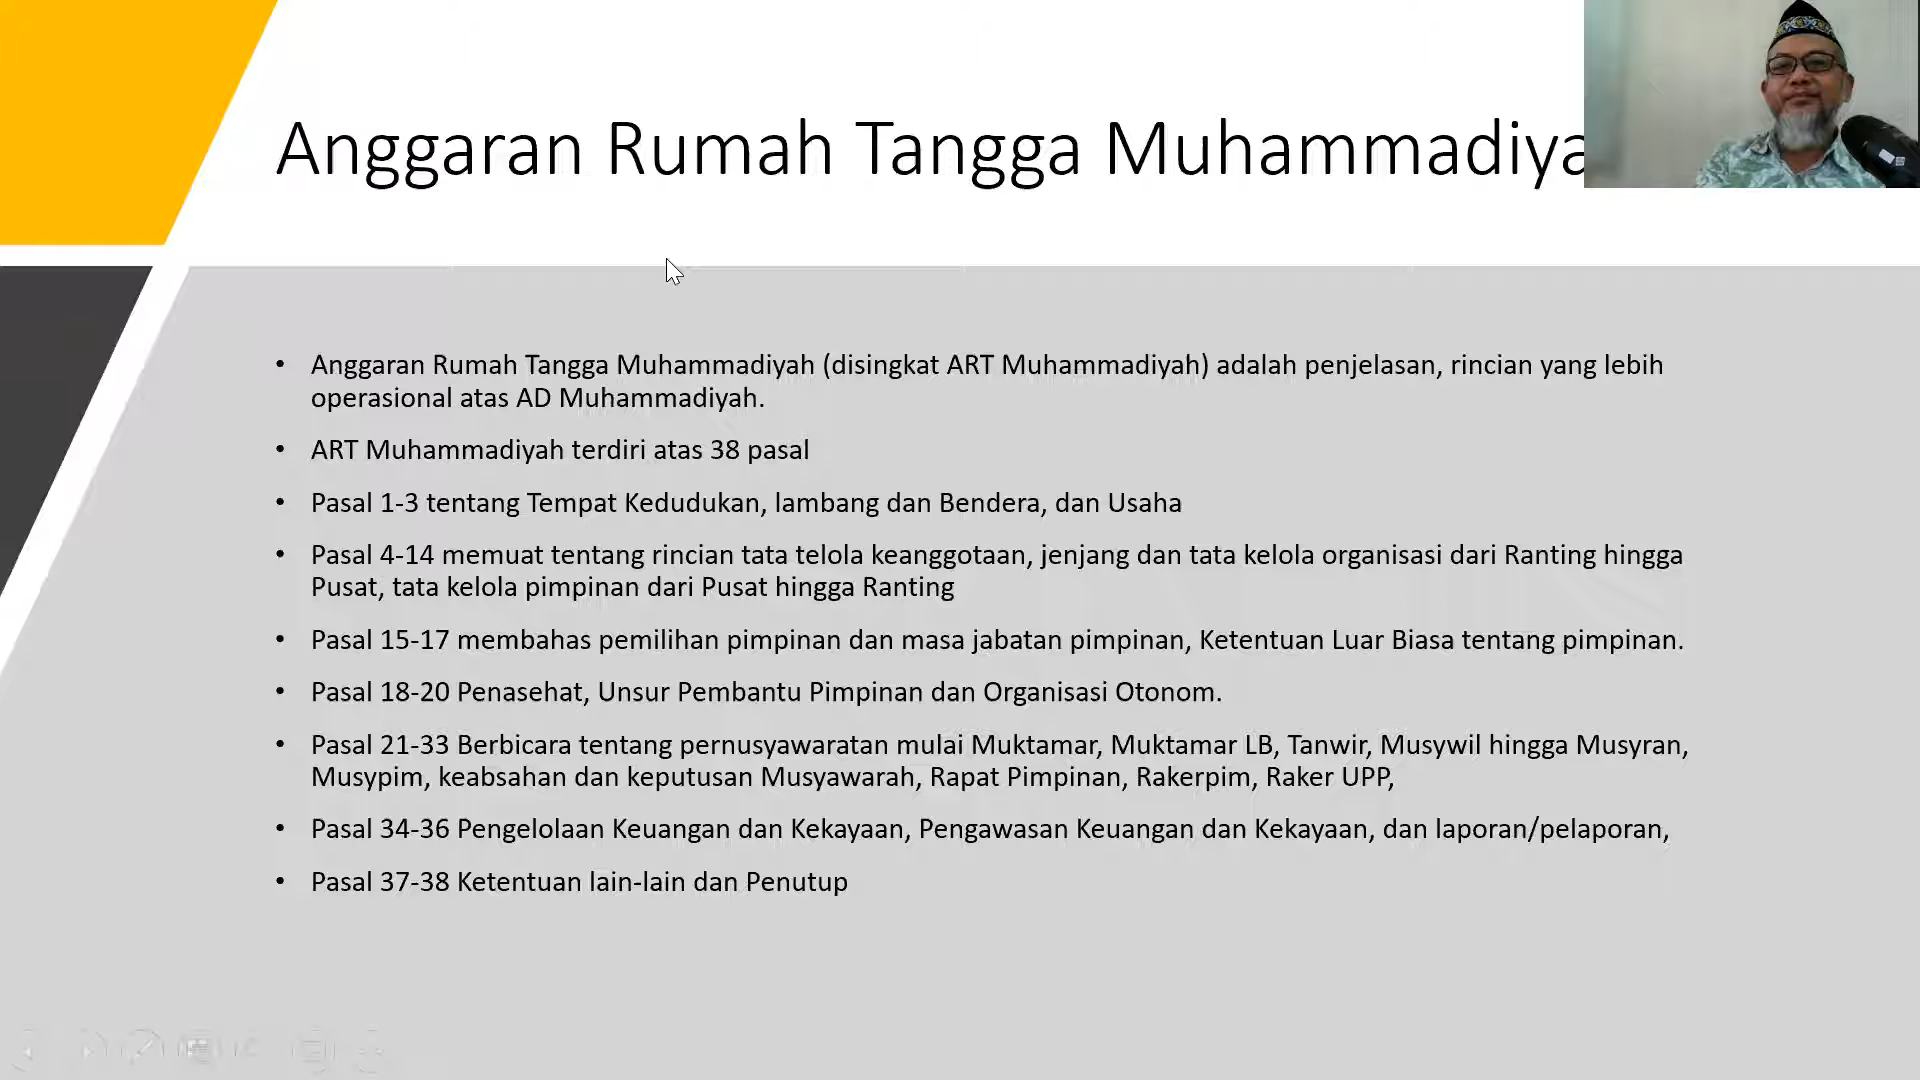 Anggaran Rumah Tangga Muhammadiya
• Anggaran Rumah Tangga Muhammadiyah (disingkat ART Muhammadiyah) adalah penjelasan, rincian yang lebih
operasional atas AD Muhammadiyah.
• ART Muhammadiyah terdiri atas 38 pasal
• Pasal 1-3 tentang Tempat Kedudukan, lambang dan Bendera, dan Usaha
• Pasal 4-14 memuat tentang rincian tata telola keanggotaan, jenjang dan tata kelola organisasi dari Ranting hingga
Pusat, tata kelola pimpinan dari Pusat hingga Ranting
• Pasal 15-17 membahas pemilihan pimpinan dan masa jabatan pimpinan, Ketentuan Luar Biasa tentang pimpinan.
• Pasal 18-20 Penasehat, Unsur Pembantu Pimpinan dan Organisasi Otonom.
• Pasal 21-33 Berbicara tentang pernusyawaratan mulai Muktamar, Muktamar LB, Tanwir, Musywil hingga Musyran,
Musypim, keabsahan dan keputusan Musyawarah, Rapat Pimpinan, Rakerpim, Raker UPP,
• Pasal 34-36 Pengelolaan Keuangan dan Kekayaan, Pengawasan Keuangan dan Kekayaan, dan laporan/pelaporan,
• Pasal 37-38 Ketentuan lain-lain dan Penutup